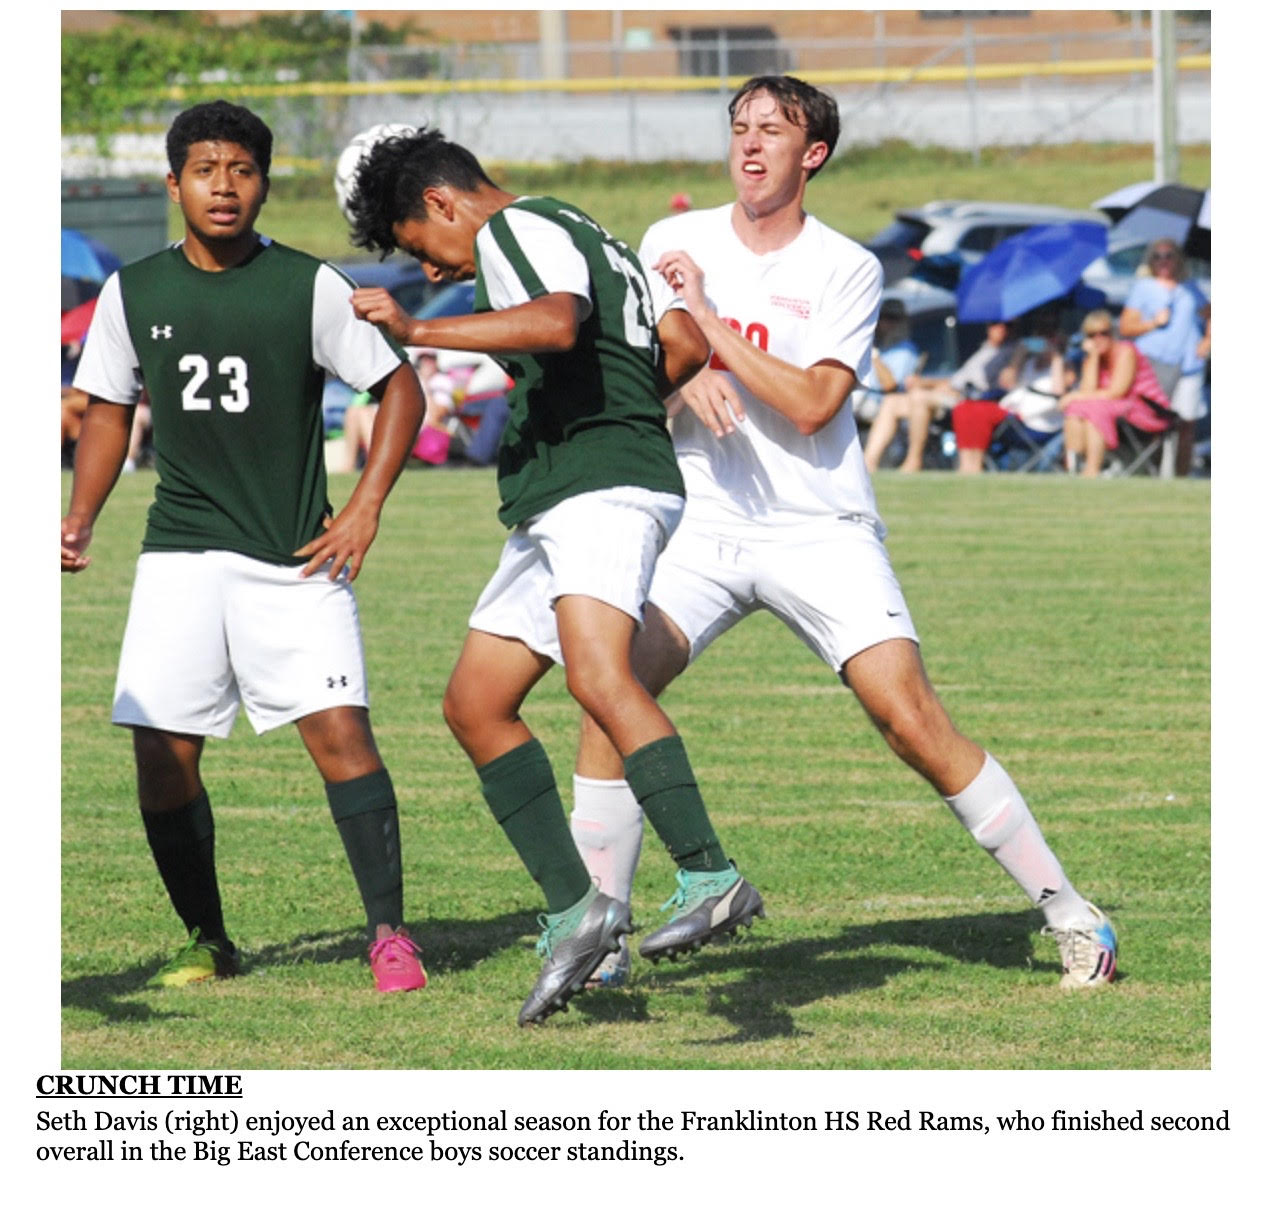 23
CRUNCH TIME
Seth Davis (right) enjoyed an exceptional season for the Franklinton HS Red Rams, who finished second
overall in the Big East Conference boys soccer standings.